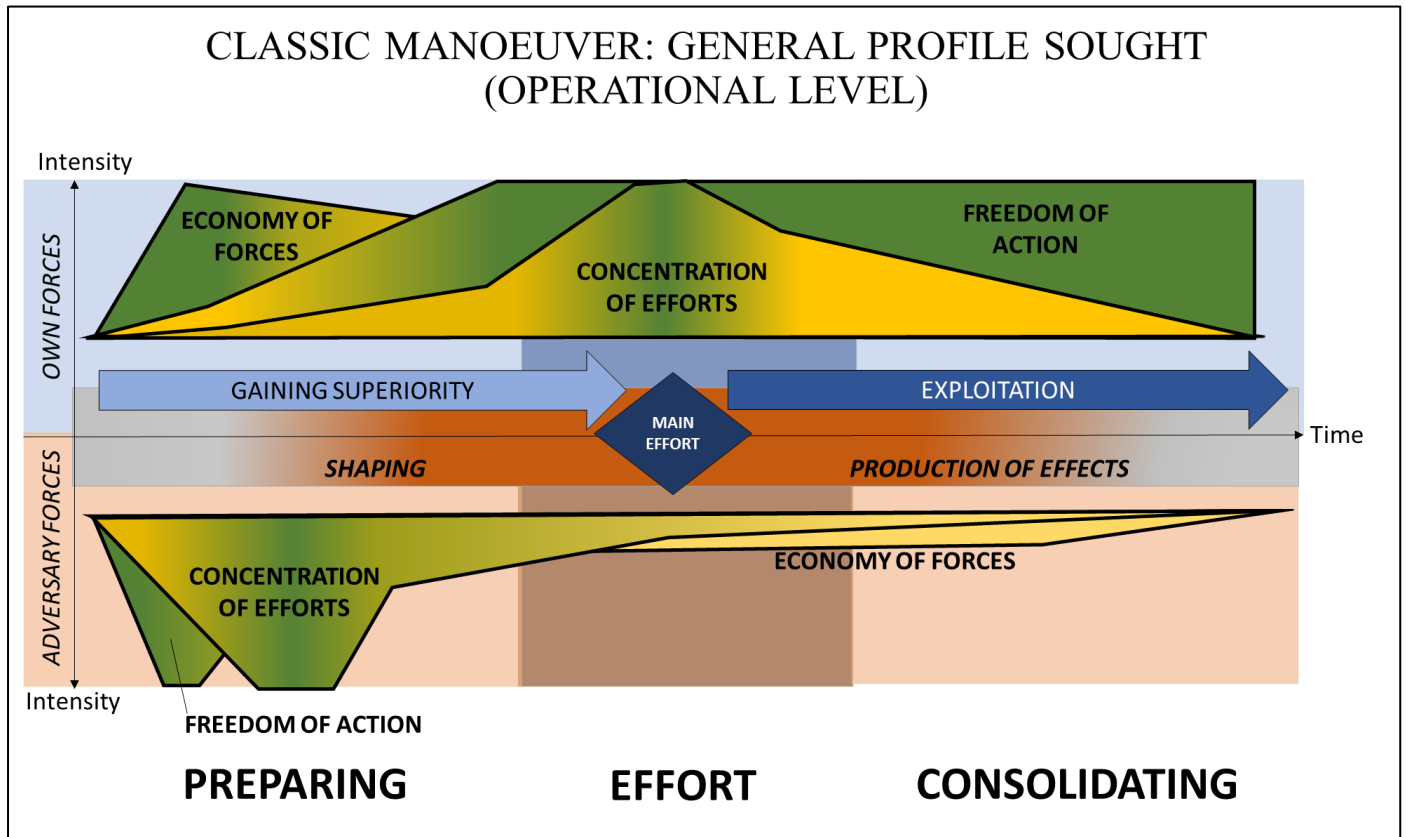 CLASSIC MANOEUVER: GENERAL PROFILE SOUGHT
(OPERATIONAL LEVEL)
Intensity
OWN FORCES
ECONOMY OF
FORCES
CONCENTRATION
OF EFFORTS
FREEDOM OF
ACTION
GAINING SUPERIORITY
MAIN
EFFORT
EXPLOITATION
Time
SHAPING
PRODUCTION OF EFFECTS
ADVERSARY FORCES
CONCENTRATION
OF EFFORTS
ECONOMY OF FORCES
Intensity
FREEDOM OF ACTION
PREPARING
EFFORT
CONSOLIDATING